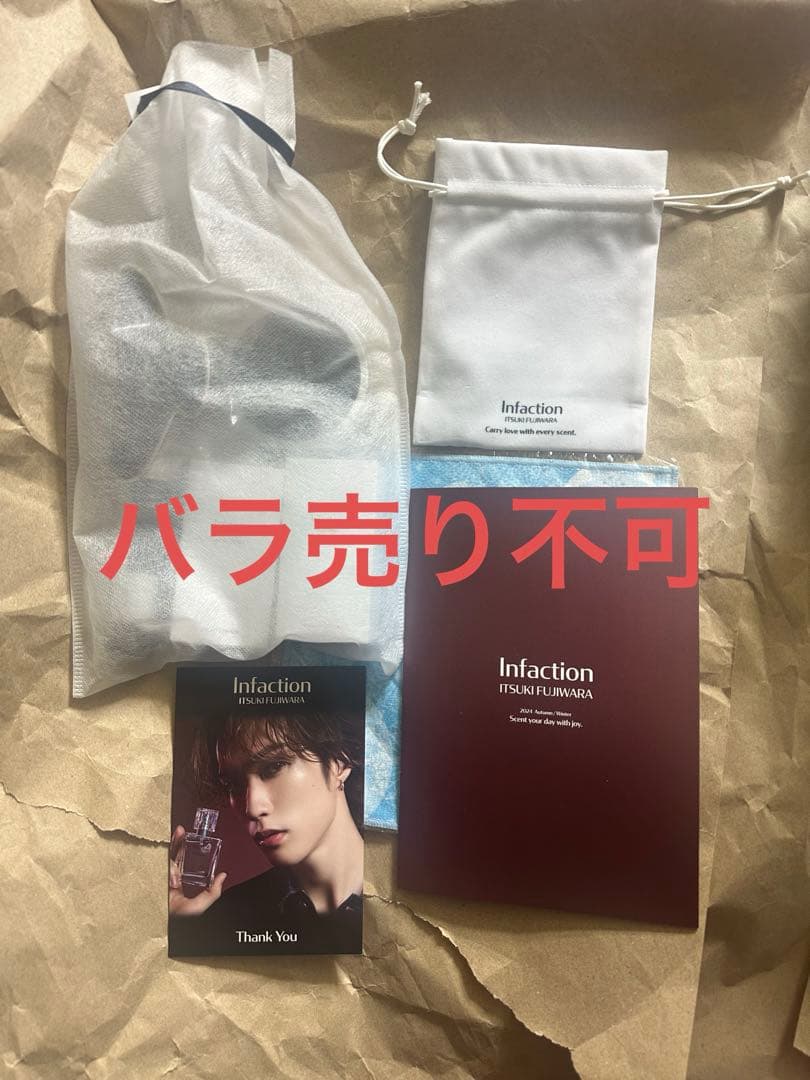 Infaction
ITSUKI FUJIWARA
Carry love with every scent.
バラ売り不可
Infaction
ITSUKI FUJIWARA
2024 Autumn/Winter
Scent your day with joy.
Infaction
ITSUKI FUJIWARA
Thank You